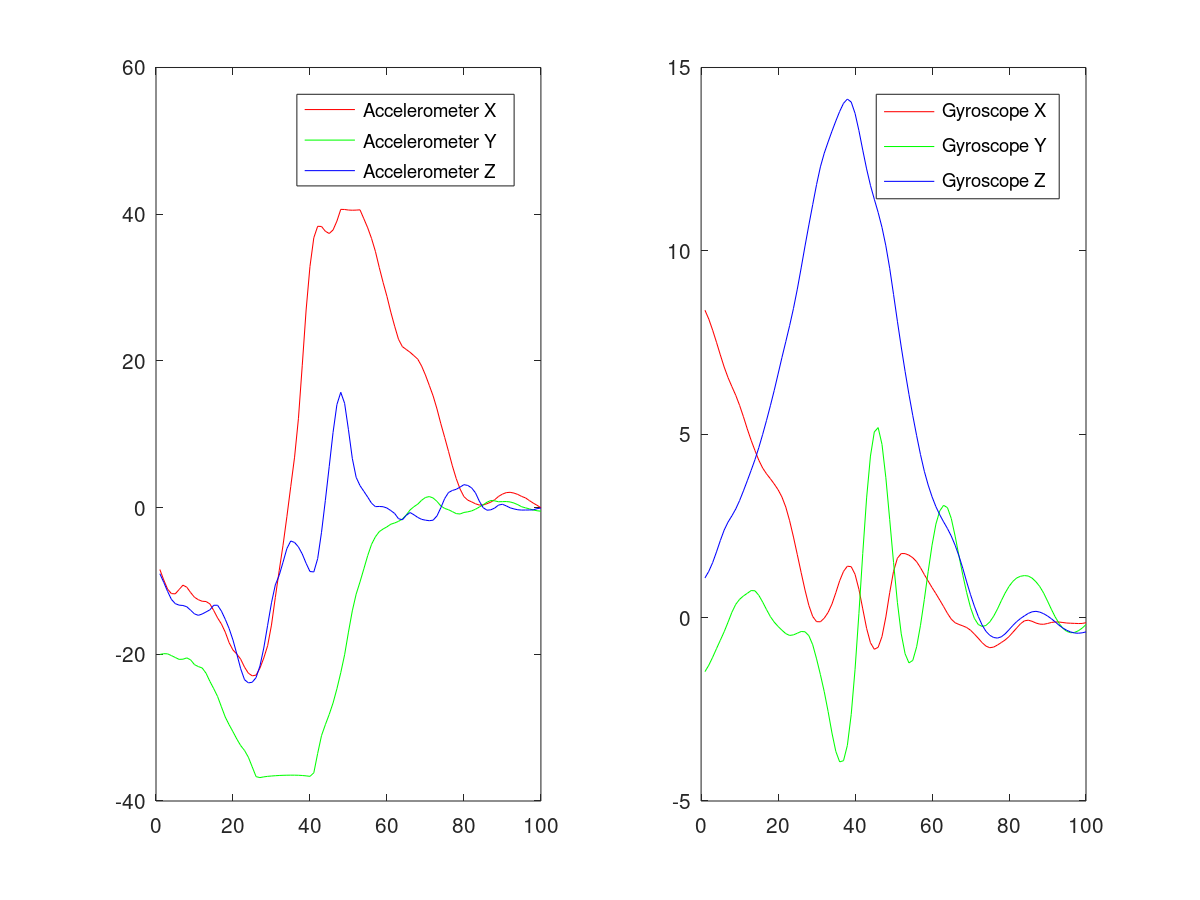 60
40
20
0
-20
-40
0 20 40 60 80 100
Accelerometer X
Accelerometer Y
Accelerometer Z
15
10
5
0
-5
0 20 40 60 80 100
Gyroscope X
Gyroscope Y
Gyroscope Z